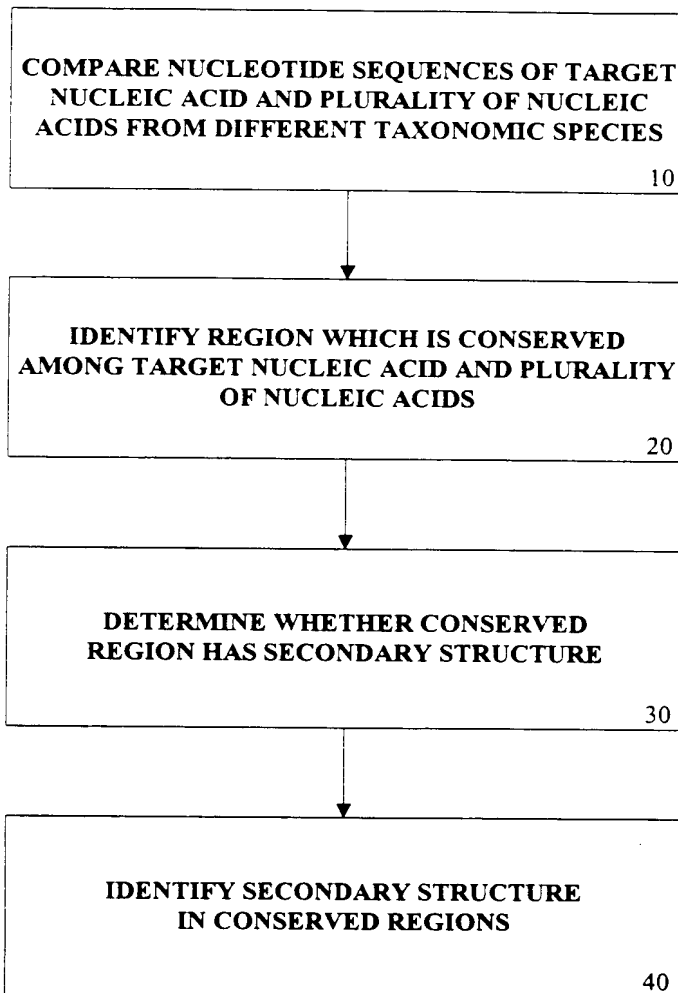 COMPARE NUCLEOTIDE SEQUENCES OF TARGET
NUCLEIC ACID AND PLURALITY OF NUCLEIC
ACIDS FROM DIFFERENT TAXONOMIC SPECIES
10
IDENTIFY REGION WHICH IS CONSERVED
AMONG TARGET NUCLEIC ACID AND PLURALITY
OF NUCLEIC ACIDS
20
DETERMINE WHETHER CONSERVED
REGION HAS SECONDARY STRUCTURE
30
IDENTIFY SECONDARY STRUCTURE
IN CONSERVED REGIONS
40